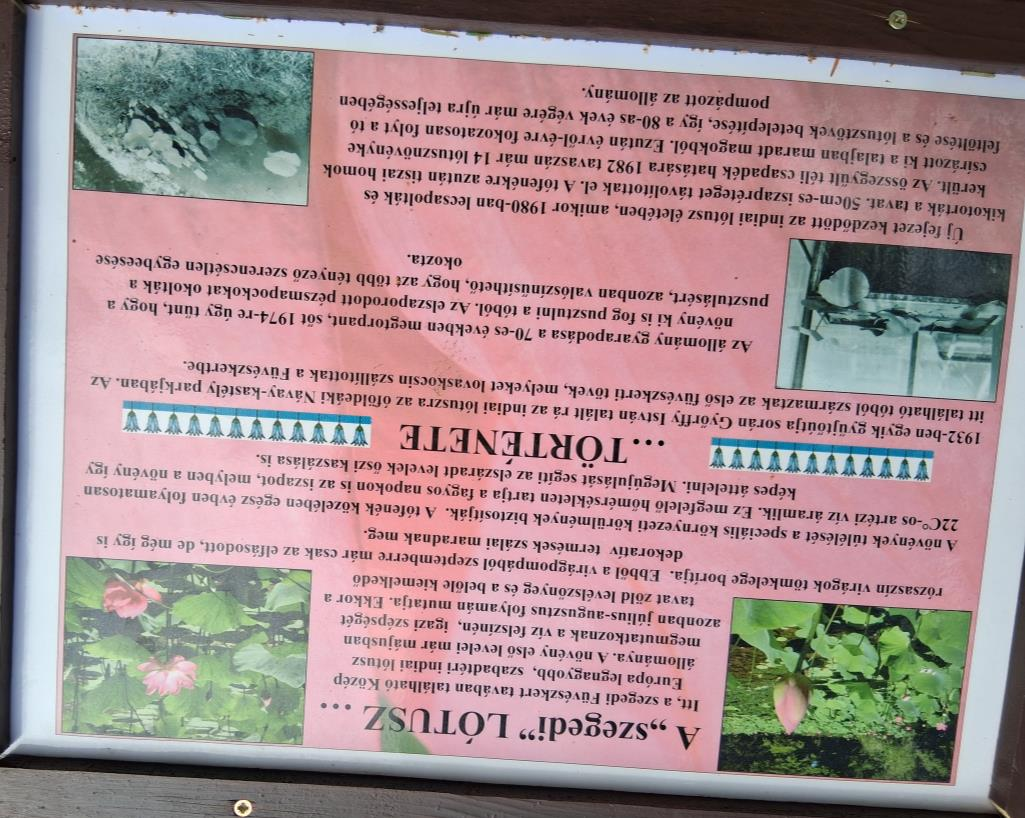 A „szegedi” LÓTUSZ ...
Itt, a szegedi Füvészkert tavában található Közép
Európa legnagyobb, szabadtéri indiai lótusz
állománya. A növény első levelei már májusban
megmutatkoznak a víz felszínén, igazi szépségét
azonban július-augusztus folyamán mutatja. Ekkor a
tavat zöld levélszőnyeg és a belőle kiemelkedő
rózsaszín virágok tömkelege borítja. Ebből a virágpompából szeptemberre már csak az elfásodott, de még így is
dekoratív termések szálai maradnak meg.
A növények túlélését a speciális környezeti körülmények biztosítják. A tófenék közelében egész évben folyamatosan
22C°-os artézi víz áramlik. Ez megfelelő hőmérsékleten tartja a fagyos napokon is az iszapot, melyben a növény így
képes áttelelni. Megújulását segíti az elszáradt levelek őszi kaszálása is.
...TÖRTÉNETE
1932-ben egyik gyűjtőútja során Győrffy István talált rá az indiai lótuszra az óföldeáki Návay-kastély parkjában. Az
itt található tőből származtak az első füvészkerti tövek, melyeket lovaskocsin szállítottak a Füvészkertbe.
Az állomány gyarapodása a 70-es években megtorpant, sőt 1974-re úgy tűnt, hogy a
növény ki is fog pusztulni a tóból. Az elszaporodott pézsmapockokat okolták a
pusztulásért, azonban valószínűsíthető, hogy azt több tényező szerencsétlen egybeesése
okozta.
Új fejezet kezdődött az indiai lótusz életében, amikor 1980-ban lecsapolták és
kikotorták a tavat. 50cm-es iszapréteget távolítottak el. A tófenékre azután tiszai homok
került. Az összegyűlt téli csapadék hatására 1982 tavaszán már 14 lótusznövényke
csírázott ki a talajban maradt magokból. Ezután évről-évre fokozatosan folyt a tó
feltöltése és a lótusztövek betelepítése, így a 80-as évek végére már újra teljességében
pompázott az állomány.